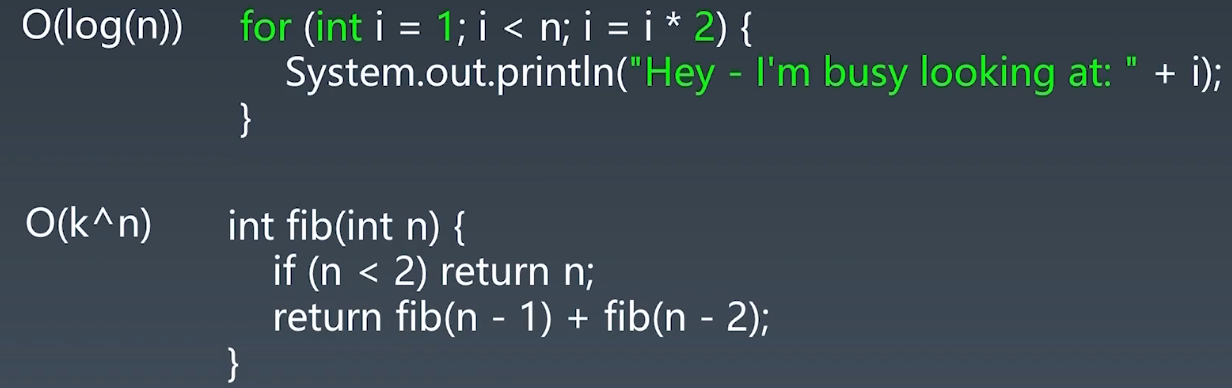 O(log(n)) for (int i = 1; i < n; i = i * 2) {
System.out.println("Hey - I'm busy looking at: " + i);
}
O(k^n) int fib(int n) {
if (n < 2) return n;
return fib(n - 1) + fib(n - 2);
}